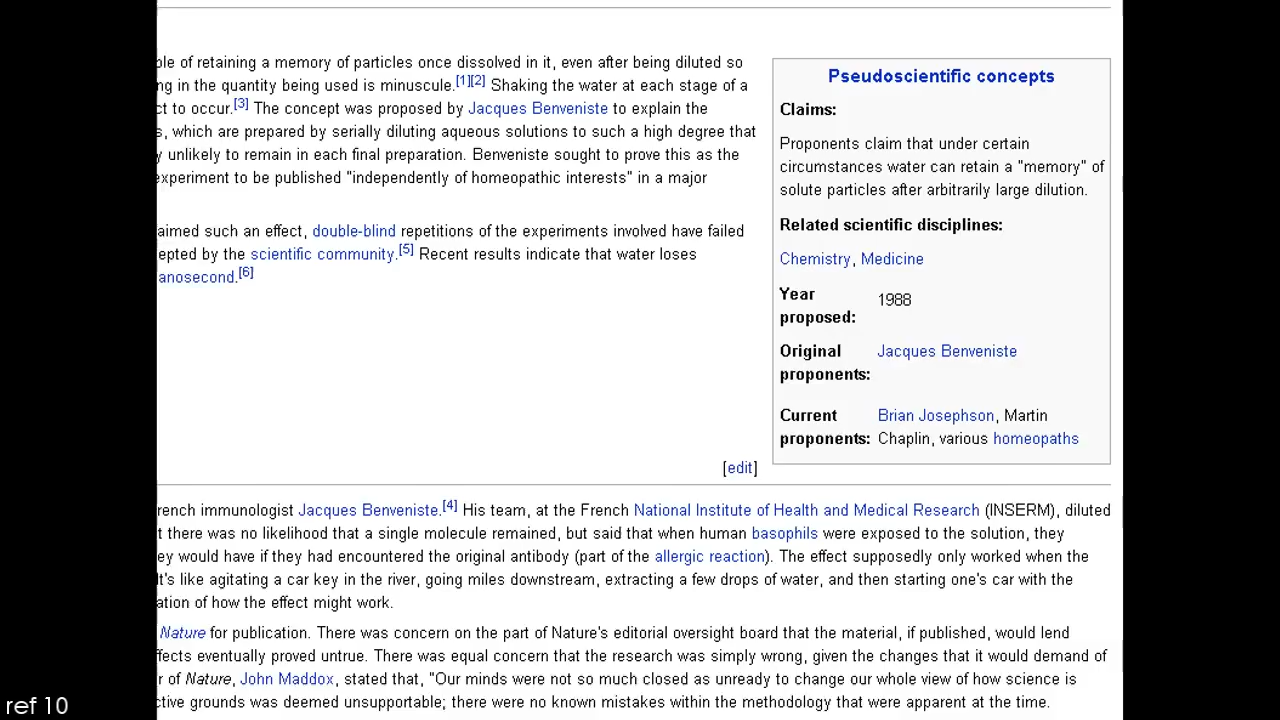 ble of retaining a memory of particles once dissolved in it, even after being diluted so
ng in the quantity being used is minuscule.[1][2] Shaking the water at each stage of a
ct to occur.[3] The concept was proposed by Jacques Benveniste to explain the
s, which are prepared by serially diluting aqueous solutions to such a high degree that
y unlikely to remain in each final preparation. Benveniste sought to prove this as the
experiment to be published "independently of homeopathic interests" in a major
aimed such an effect, double-blind repetitions of the experiments involved have failed
epted by the scientific community.[5] Recent results indicate that water loses
anosecond.[6]
Pseudoscientific concepts
Claims:
Proponents claim that under certain
circumstances water can retain a "memory" of
solute particles after arbitrarily large dilution.
Related scientific disciplines:
Chemistry, Medicine
Year proposed: 1988
Original proponents: Jacques Benveniste
Current Brian Josephson, Martin
proponents: Chaplin, various homeopaths
[edit]
rench immunologist Jacques Benveniste.[4] His team, at the French National Institute of Health and Medical Research (INSERM), diluted
t there was no likelihood that a single molecule remained, but said that when human basophils were exposed to the solution, they
ey would have if they had encountered the original antibody (part of the allergic reaction). The effect supposedly only worked when the
It's like agitating a car key in the river, going miles downstream, extracting a few drops of water, and then starting one's car with the
ation of how the effect might work.
Nature for publication. There was concern on the part of Nature's editorial oversight board that the material, if published, would lend
ffects eventually proved untrue. There was equal concern that the research was simply wrong, given the changes that it would demand of
r of Nature, John Maddox, stated that, "Our minds were not so much closed as unready to change our whole view of how science is
ctive grounds was deemed unsupportable; there were no known mistakes within the methodology that were apparent at the time.
ref 10